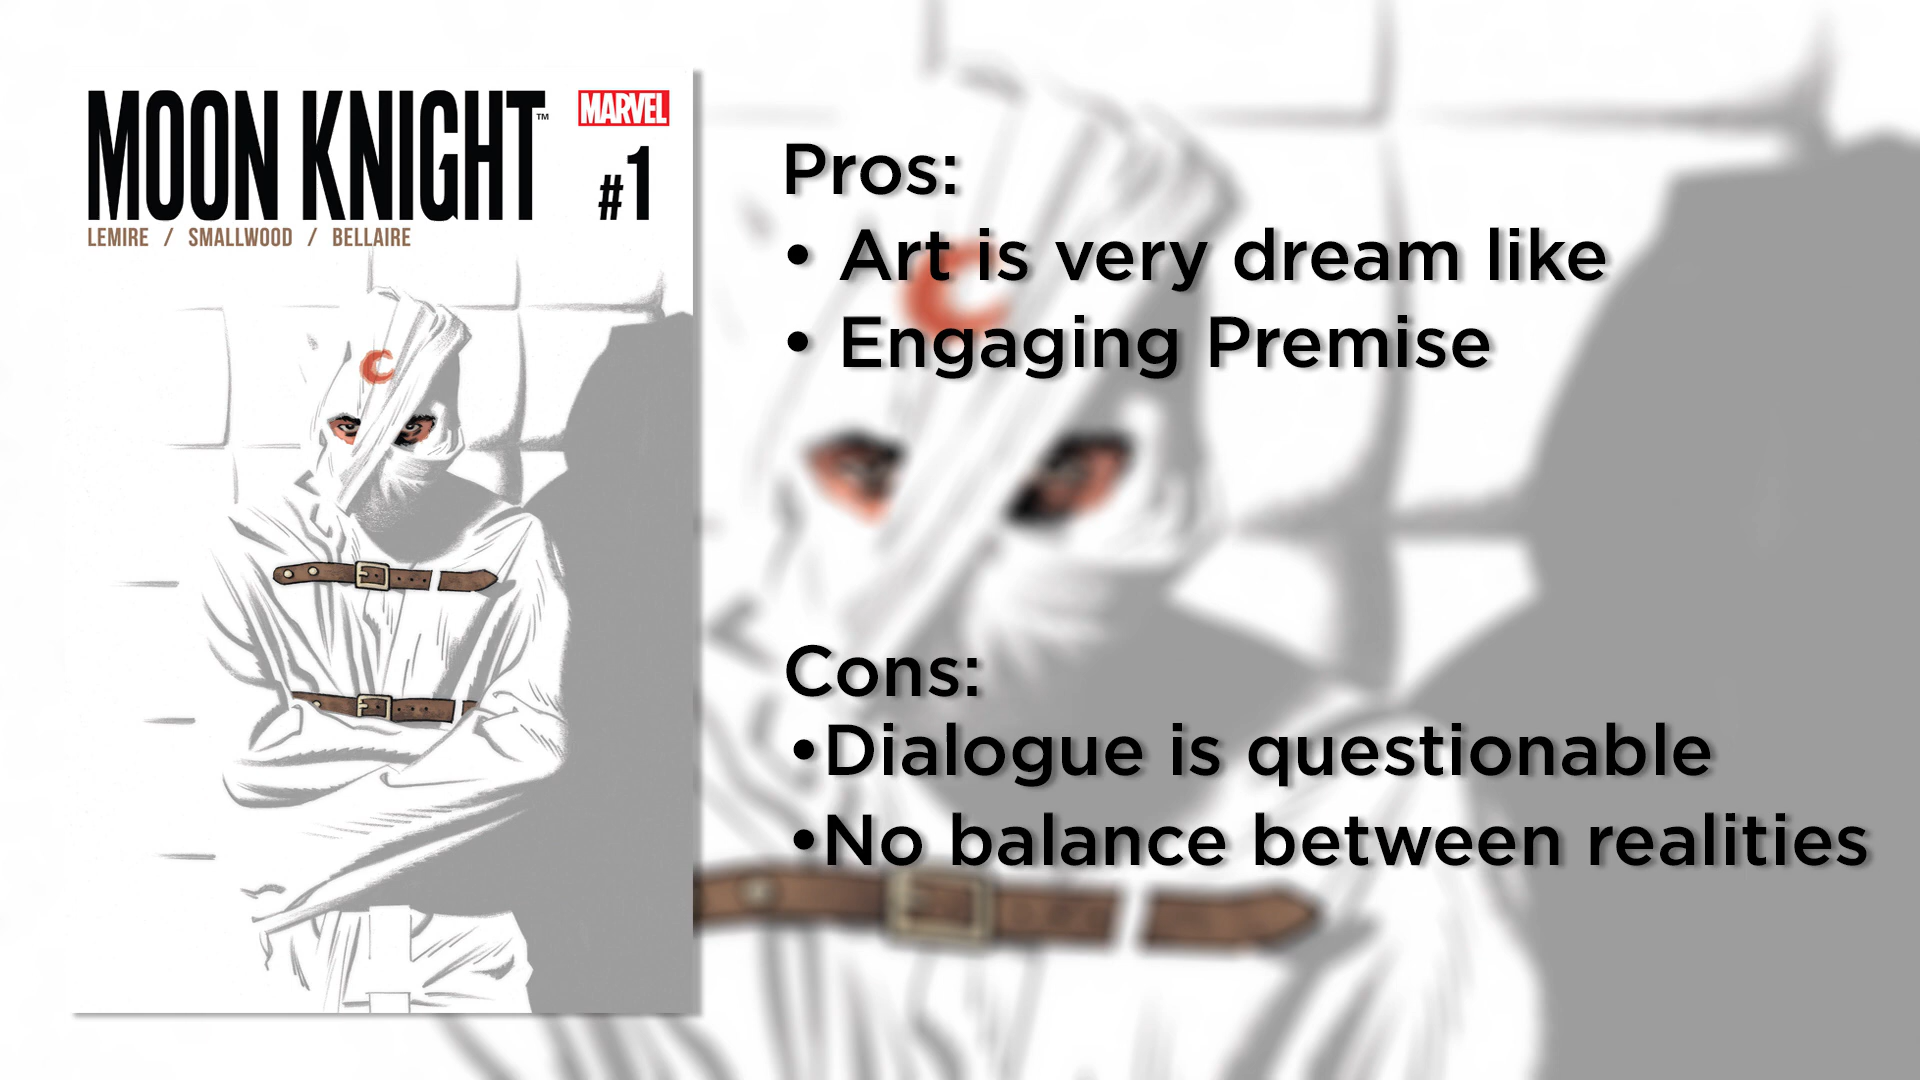 MOON KNIGHT™
MARVEL
#1
LEMIRE / SMALLWOOD / BELLAIRE
Pros:
• Art is very dream like
• Engaging Premise
Cons:
•Dialogue is questionable
•No balance between realities